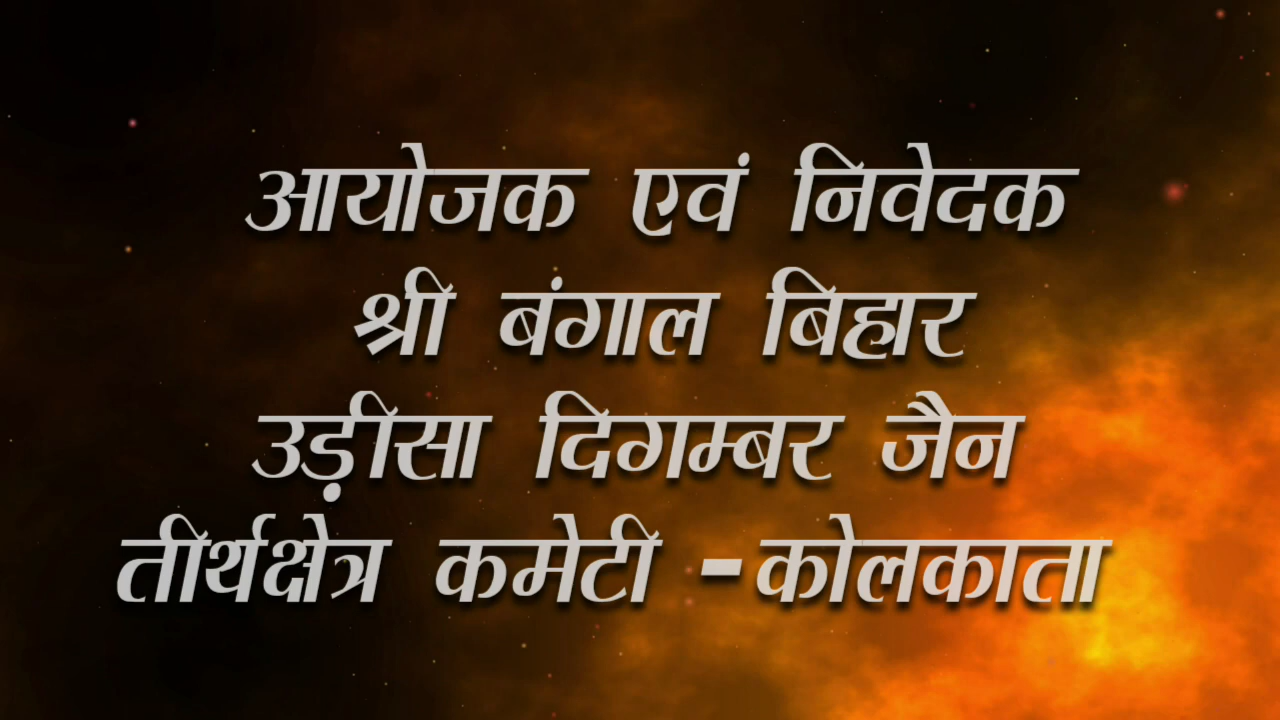 आयोजक एवं निवेदक
श्री बंगाल बिहार
उड़ीसा दिगम्बर जैन
तीर्थक्षेत्र कमेटी - कोलकाता